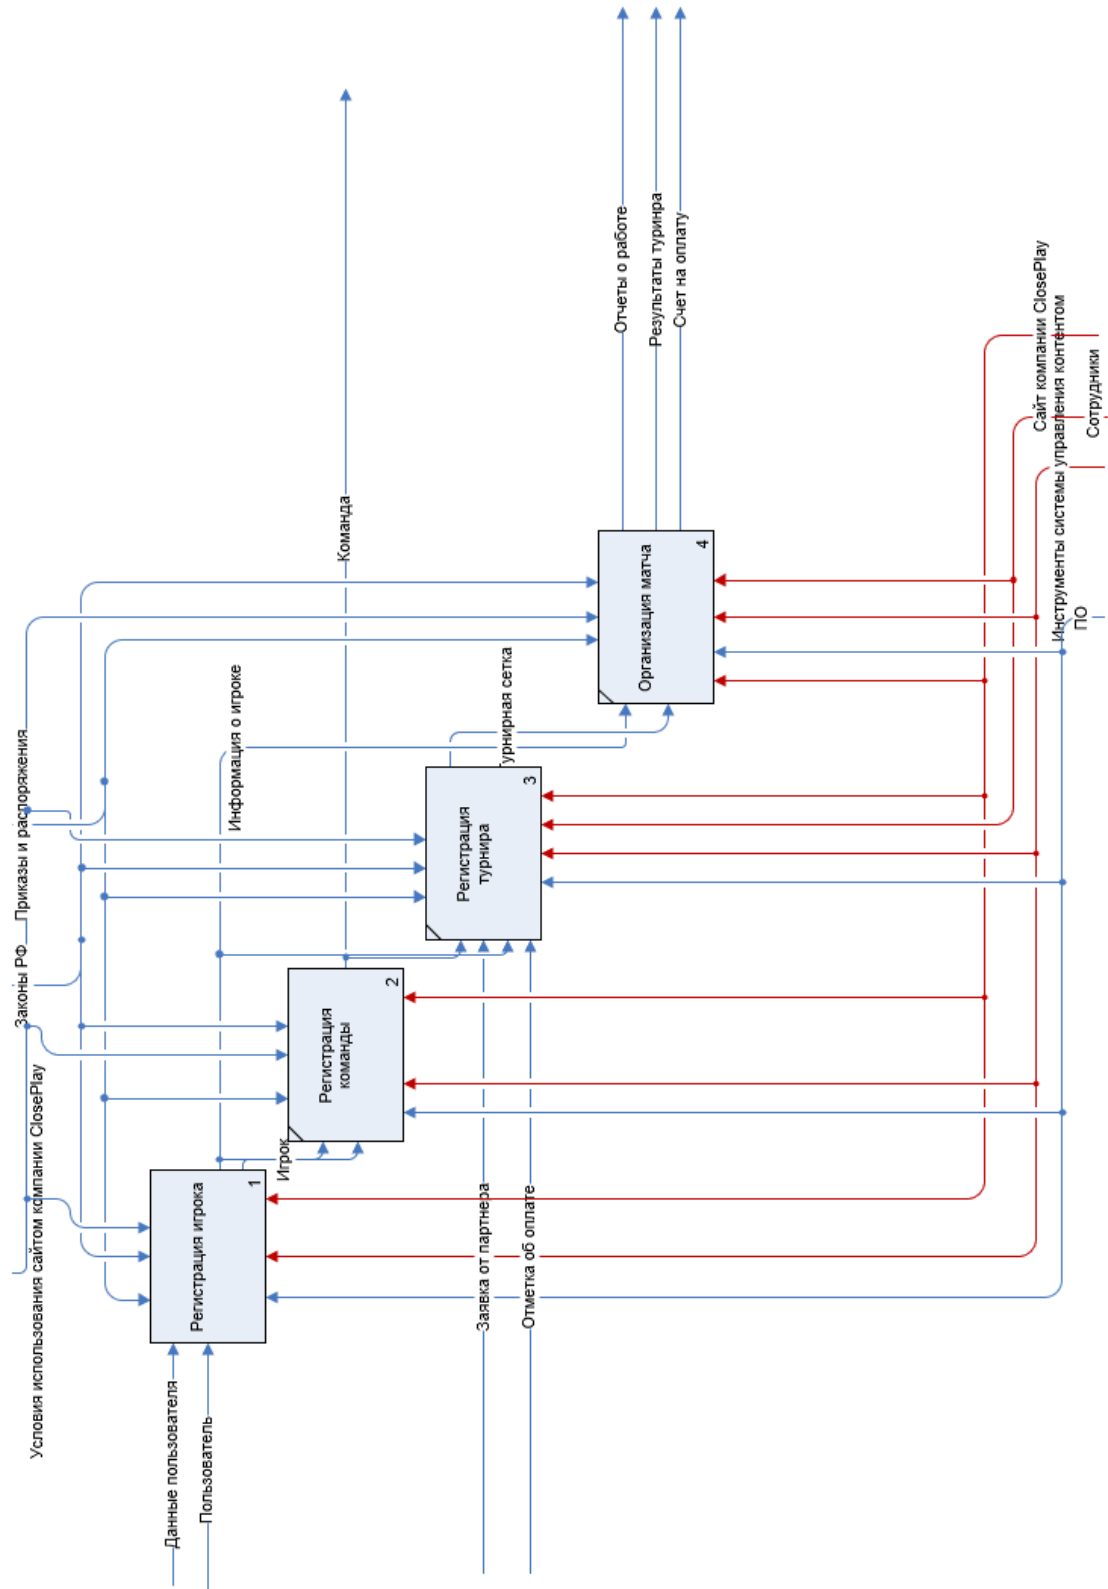 Условия использования сайтом компании ClosePlay
Законы РФ
Приказы и распоряжения
Данные пользователя
Пользователь
Регистрация игрока
1
Игрок
Информация о игроке
Регистрация
команды
2
Команда
Заявка от партнера
Отметка об оплате
Регистрация
турнира
3
урнирная сетка
Организация матча
4
Отчеты о работе
Результаты туринра
Счет на оплату
Сайт компании ClosePlay
Инструменты системы управления контентом
Сотрудники
ПО